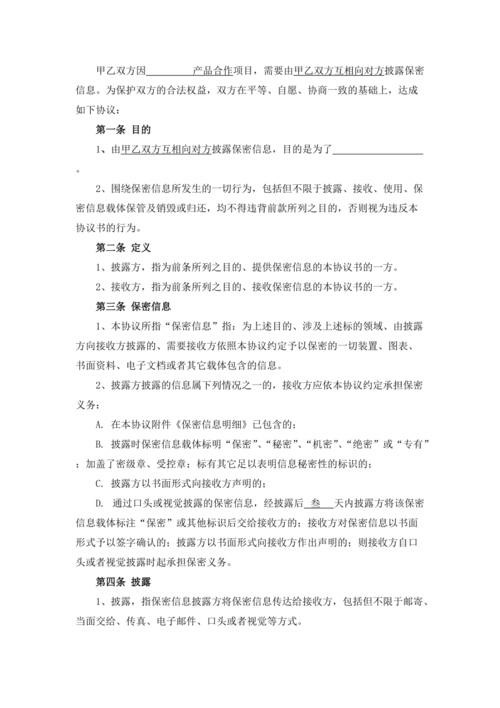 甲乙双方因__________产品合作项目，需要由甲乙双方互相向对方披露保密
信息。为保护双方的合法权益，双方在平等、自愿、协商一致的基础上，达成
如下协议：
第一条 目的
1、由甲乙双方互相向对方披露保密信息，目的是为了__________________
。
2、围绕保密信息所发生的一切行为，包括但不限于披露、接收、使用、保
密信息载体保管及销毁或归还，均不得违背前款所列之目的，否则视为违反本
协议书的行为。
第二条 定义
1、披露方，指为前条所列之目的、提供保密信息的本协议书的一方。
2、接收方，指为前条所列之目的、接收保密信息的本协议书的一方。
第三条 保密信息
1、本协议所指“保密信息”指：为上述目的、涉及上述标的领域、由披露
方向接收方披露的、需要接收方依照本协议约定予以保密的一切装置、图表、
书面资料、电子文档或者其它载体包含的信息。
2、披露方披露的信息属下列情况之一的，接收方应依本协议约定承担保密
义务：
A. 在本协议附件《保密信息明细》已包含的；
B. 披露时保密信息载体标明“保密”、“秘密”、“机密”、“绝密”或“专有”
；加盖了密级章、受控章；标有其它足以表明信息秘密性的标识的；
C. 披露方以书面形式向接收方声明的；
D. 通过口头或视觉披露的保密信息，经披露后 叁 天内披露方将该保密
信息载体标注“保密”或其他标识后交给接收方的；接收方对保密信息以书面
形式予以签字确认的；披露方以书面形式向接收方作出声明的；则接收方自口
头或者视觉披露时起承担保密义务。
第四条 披露
1、披露，指保密信息披露方将保密信息传达给接收方，包括但不限于邮寄、
当面交给、传真、电子邮件、口头或者视觉等方式。